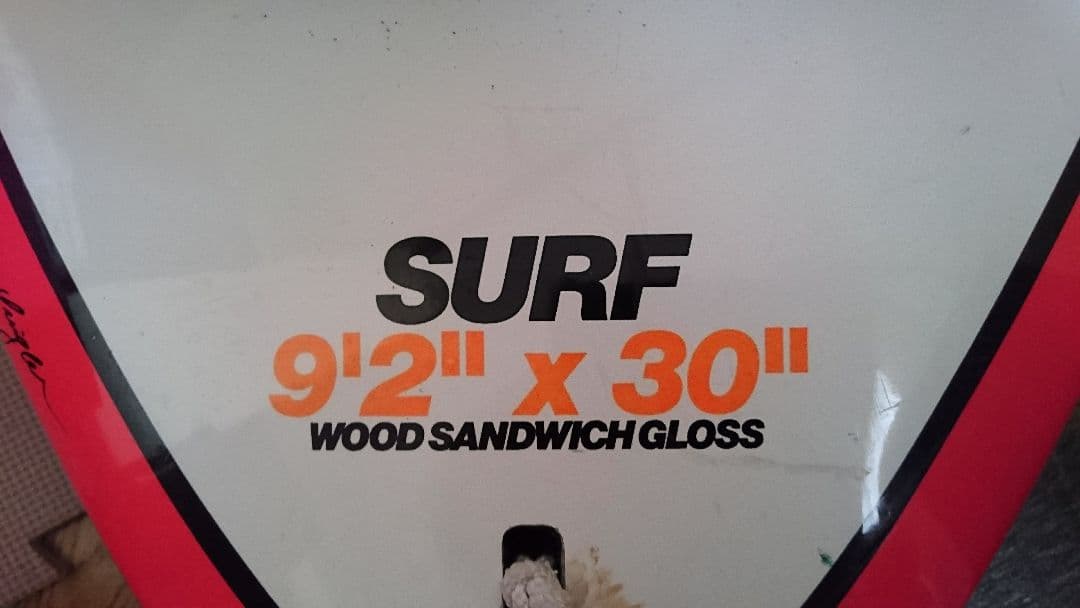 SURF
9'2" x 30"
WOOD SANDWICH GLOSS